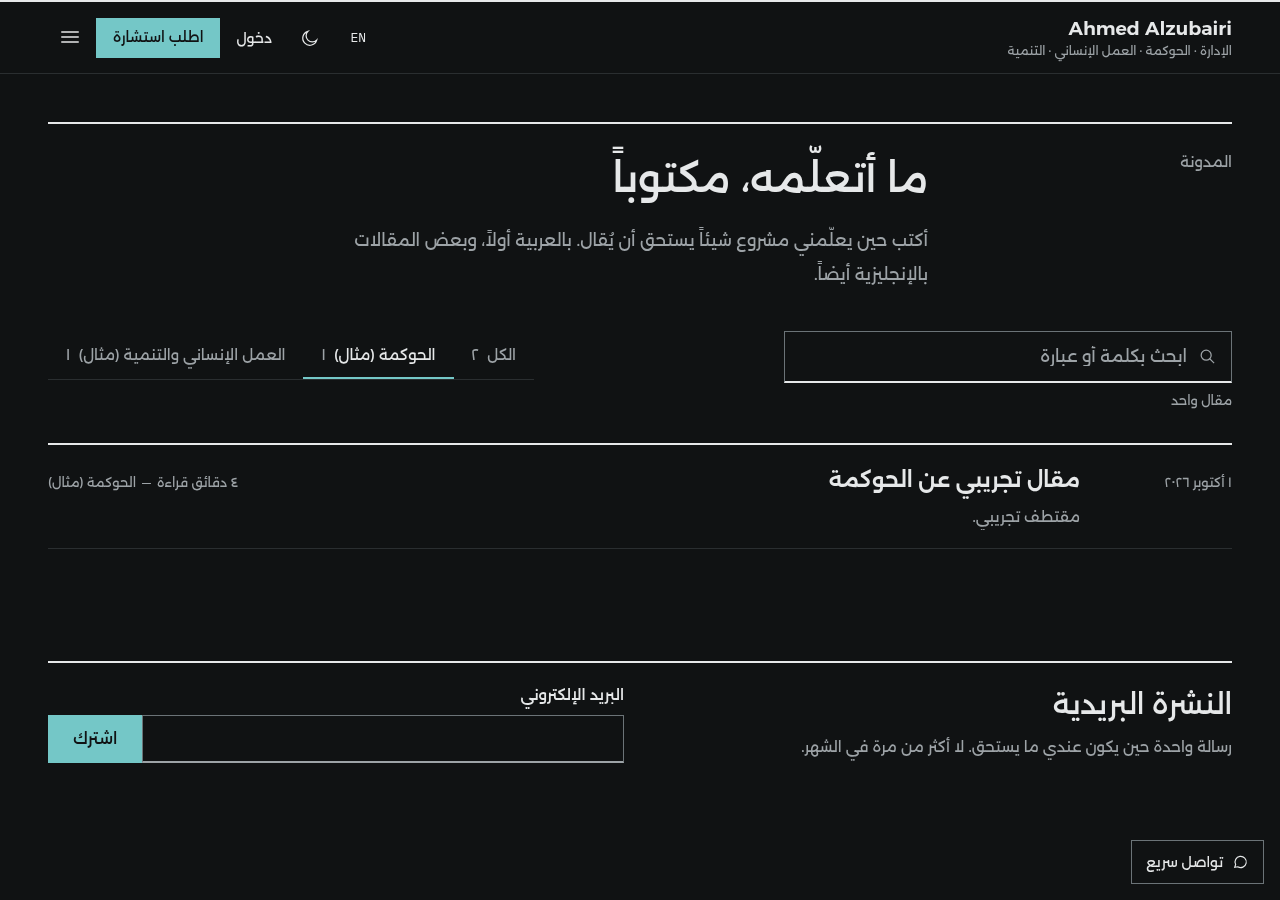 Ahmed Alzubairi
الإدارة · الحوكمة · العمل الإنساني · التنمية
EN
دخول
اطلب استشارة
المدونة
ما أتعلّمه، مكتوباً
أكتب حين يعلّمني مشروع شيئاً يستحق أن يُقال. بالعربية أولاً، وبعض المقالات
بالإنجليزية أيضاً.
ابحث بكلمة أو عبارة
الكل ٢
الحوكمة (مثال) ١
العمل الإنساني والتنمية (مثال) ١
مقال واحد
١ أكتوبر ٢٠٢٦
مقال تجريبي عن الحوكمة
٤ دقائق قراءة — الحوكمة (مثال)
مقتطف تجريبي.
النشرة البريدية
رسالة واحدة حين يكون عندي ما يستحق. لا أكثر من مرة في الشهر.
البريد الإلكتروني
اشترك
تواصل سريع